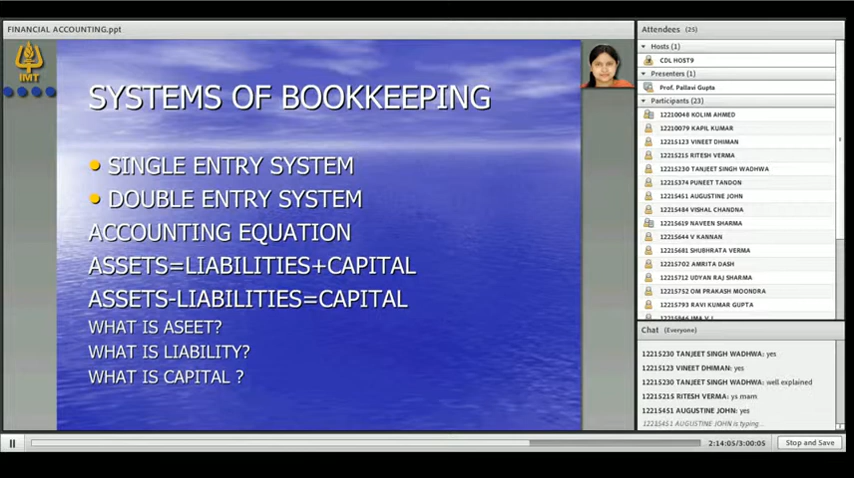 FINANCIAL ACCOUNTING.ppt
IMT
SYSTEMS OF BOOKKEEPING
• SINGLE ENTRY SYSTEM
• DOUBLE ENTRY SYSTEM
ACCOUNTING EQUATION
ASSETS=LIABILITIES+CAPITAL
ASSETS-LIABILITIES=CAPITAL
WHAT IS ASEET?
WHAT IS LIABILITY?
WHAT IS CAPITAL ?
Attendees (25)
Hosts (1)
CDL HOST9
Presenters (1)
Prof. Pallavi Gupta
Participants (23)
12210048 KOLIM AHMED
12210079 KAPIL KUMAR
12215123 VINEET DHIMAN
12215215 RITESH VERMA
12215230 TANJEET SINGH WADHWA
12215374 PUNEET TANDON
12215451 AUGUSTINE JOHN
12215484 VISHAL CHANDNA
12215619 NAVEEN SHARMA
12215644 V KANNAN
12215681 SHUBHRATA VERMA
12215702 AMRITA DASH
12215712 UDYAN RAJ SHARMA
12215752 OM PRAKASH MOONDRA
12215793 RAVI KUMAR GUPTA
Chat (Everyone)
12215230 TANJEET SINGH WADHWA: yes
12215123 VINEET DHIMAN: yes
12215230 TANJEET SINGH WADHWA: well explained
12215215 RITESH VERMA: ys mam
12215451 AUGUSTINE JOHN: yes
12215451 AUGUSTINE JOHN is typing...
2:14:05/3:00:05
Stop and Save